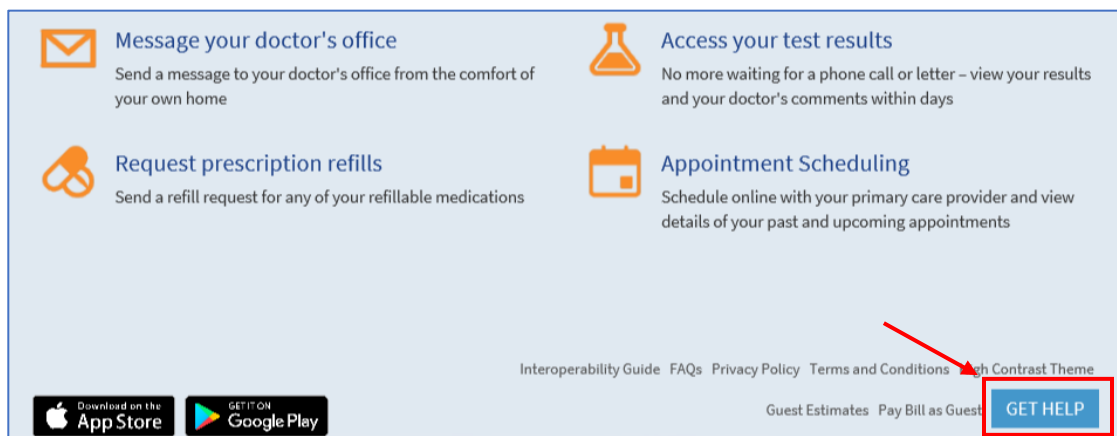 Message your doctor's office
Send a message to your doctor's office from the comfort of
your own home
Access your test results
No more waiting for a phone call or letter – view your results
and your doctor's comments within days
Request prescription refills
Send a refill request for any of your refillable medications
Appointment Scheduling
Schedule online with your primary care provider and view
details of your past and upcoming appointments
Interoperability Guide FAQs Privacy Policy Terms and Conditions High Contrast Theme
Download on the
App Store
GET IT ON
Google Play
Guest Estimates Pay Bill as Guest GET HELP